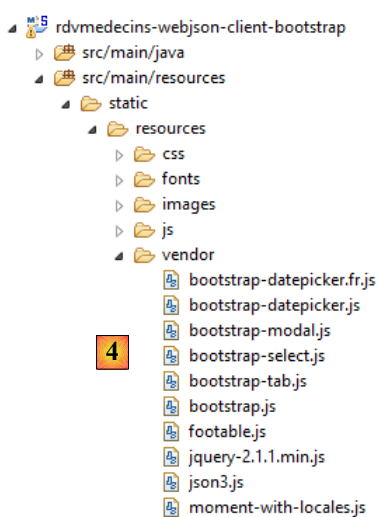 rdvmedecins-webjson-client-bootstrap
src/main/java
src/main/resources
static
resources
css
fonts
images
js
vendor
bootstrap-datepicker.fr.js
bootstrap-datepicker.js
bootstrap-modal.js
4
bootstrap-select.js
bootstrap-tab.js
bootstrap.js
footable.js
jquery-2.1.1.min.js
json3.js
moment-with-locales.js